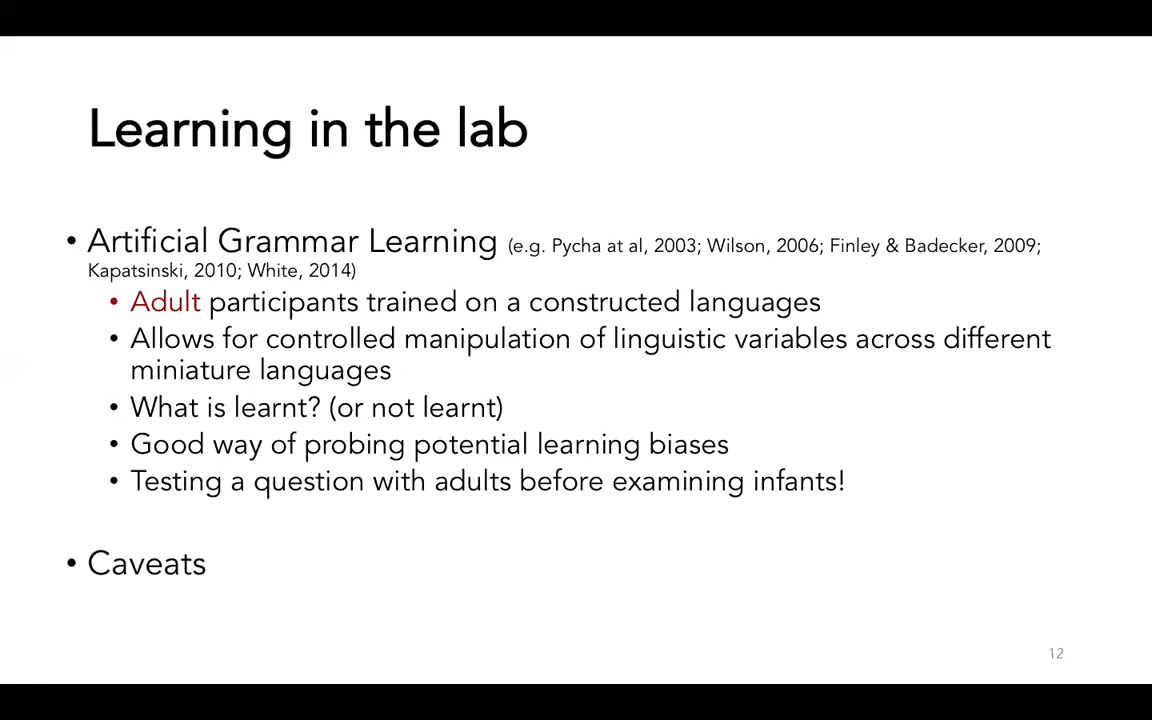 Learning in the lab
• Artificial Grammar Learning (e.g. Pycha at al, 2003; Wilson, 2006; Finley & Badecker, 2009;
Kapatsinski, 2010; White, 2014)
• Adult participants trained on a constructed languages
• Allows for controlled manipulation of linguistic variables across different
miniature languages
• What is learnt? (or not learnt)
• Good way of probing potential learning biases
• Testing a question with adults before examining infants!
• Caveats
12